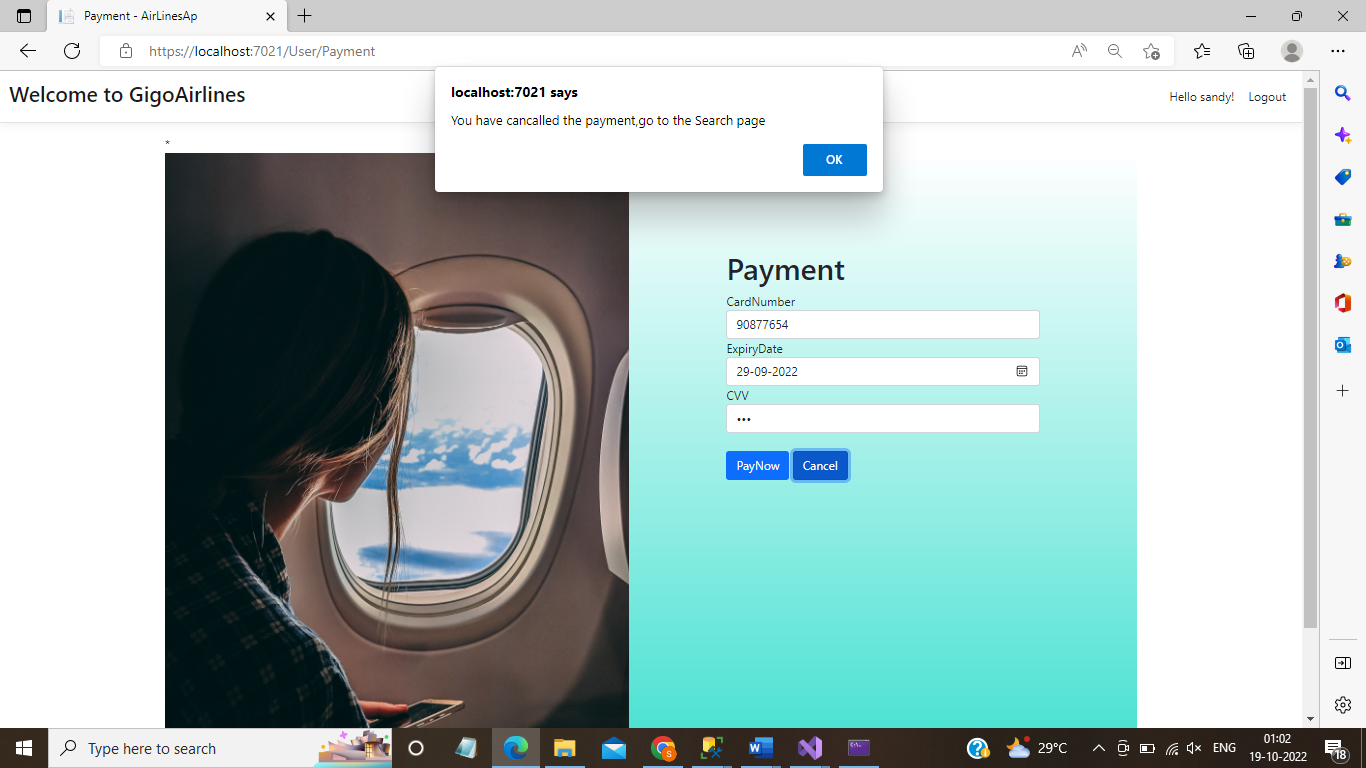 Payment - AirLinesAp
https://localhost:7021/User/Payment
localhost:7021 says
You have cancalled the payment,go to the Search page
OK
Welcome to GigoAirlines
Hello sandy!
Logout
*
Payment
CardNumber
90877654
ExpiryDate
29-09-2022
CVV
PayNow
Cancel
Type here to search
29°C
ENG
01:02
19-10-2022
18